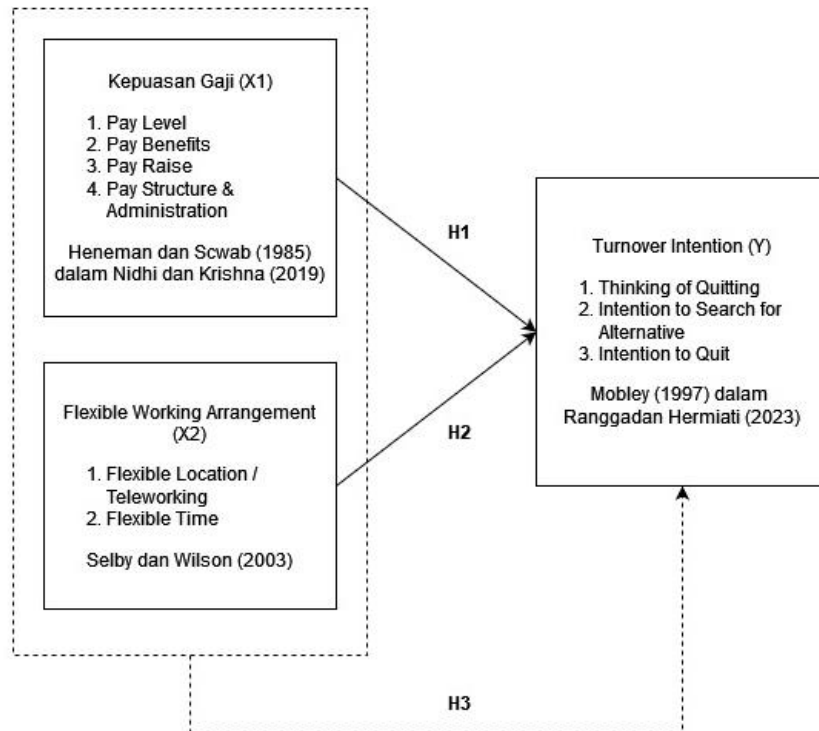 Kepuasan Gaji (X1)
1. Pay Level
2. Pay Benefits
3. Pay Raise
4. Pay Structure &
Administration
Heneman dan Scwab (1985)
dalam Nidhi dan Krishna (2019)
H1
Turnover Intention (Y)
1. Thinking of Quitting
2. Intention to Search for
Alternative
3. Intention to Quit
Mobley (1997) dalam
Ranggadan Hermiati (2023)
Flexible Working Arrangement
(X2)
1. Flexible Location /
Teleworking
2. Flexible Time
Selby dan Wilson (2003)
H2
H3